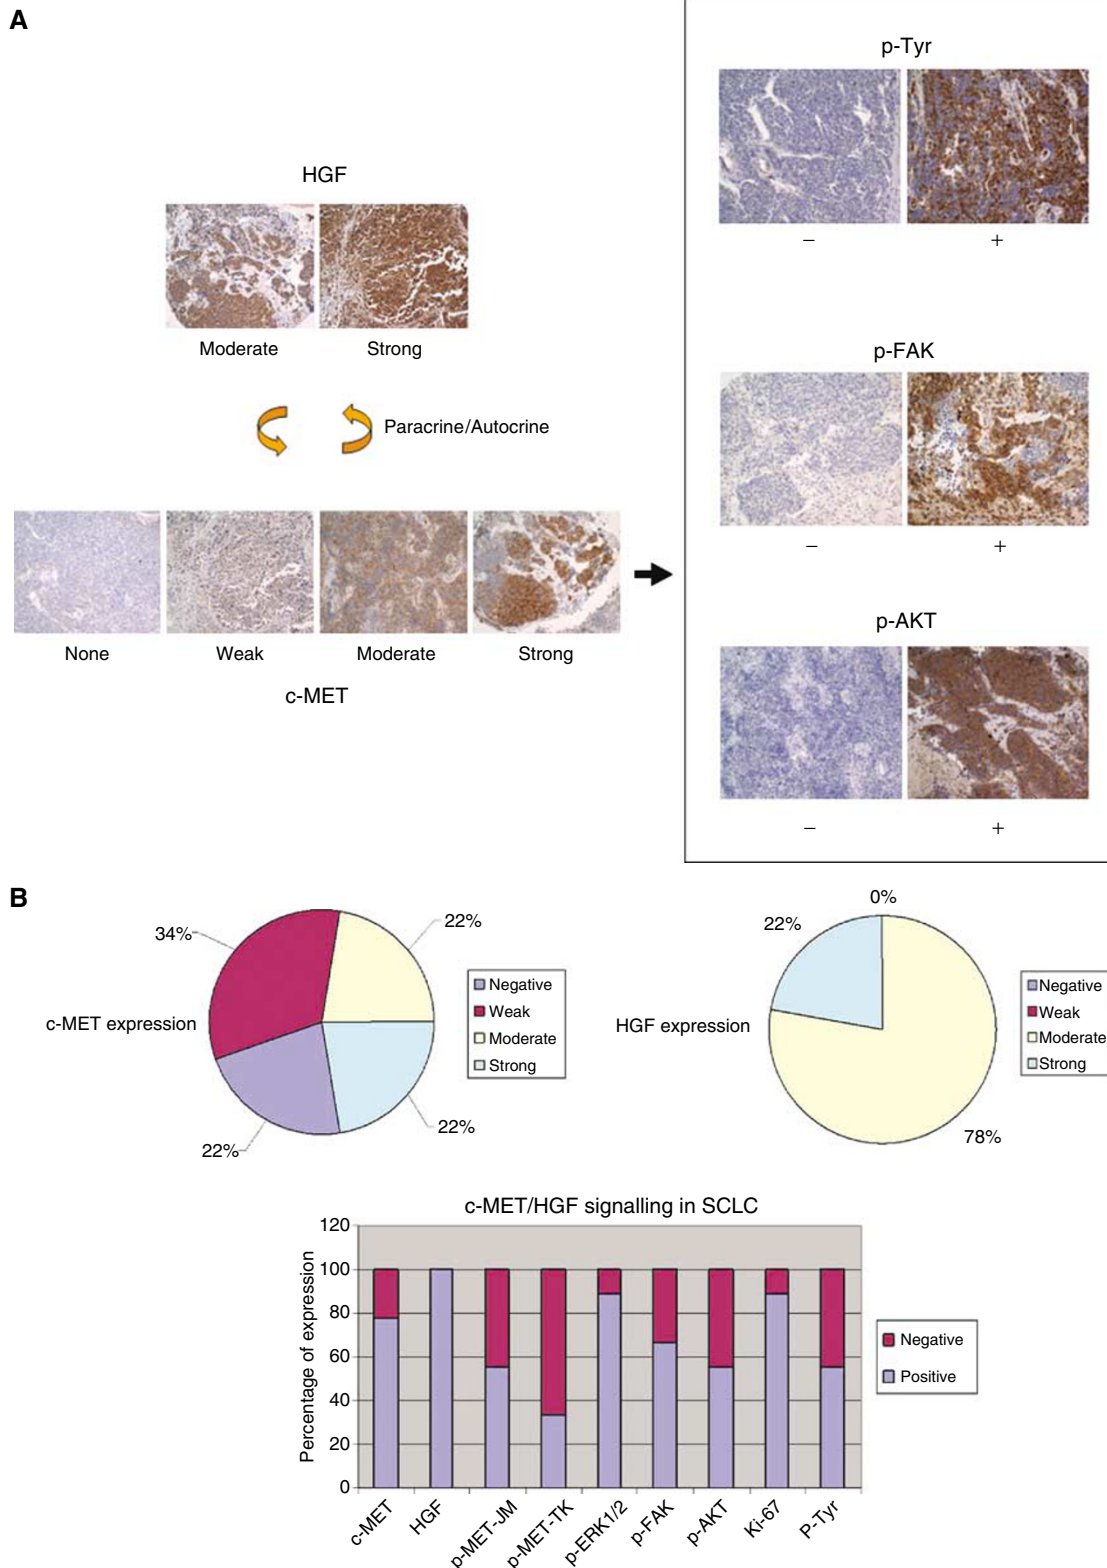 A
HGF
Moderate Strong
Paracrine/Autocrine
None Weak Moderate Strong
c-MET
p-Tyr
− +
p-FAK
− +
p-AKT
− +
B
c-MET expression
34%
22%
22%
22%
Negative
Weak
Moderate
Strong
HGF expression
0%
22%
78%
Negative
Weak
Moderate
Strong
c-MET/HGF signalling in SCLC
Percentage of expression
120
100
80
60
40
20
0
c-MET HGF p-MET-JM p-MET-TK p-ERK1/2 p-FAK p-AKT Ki-67 P-Tyr
Negative
Positive